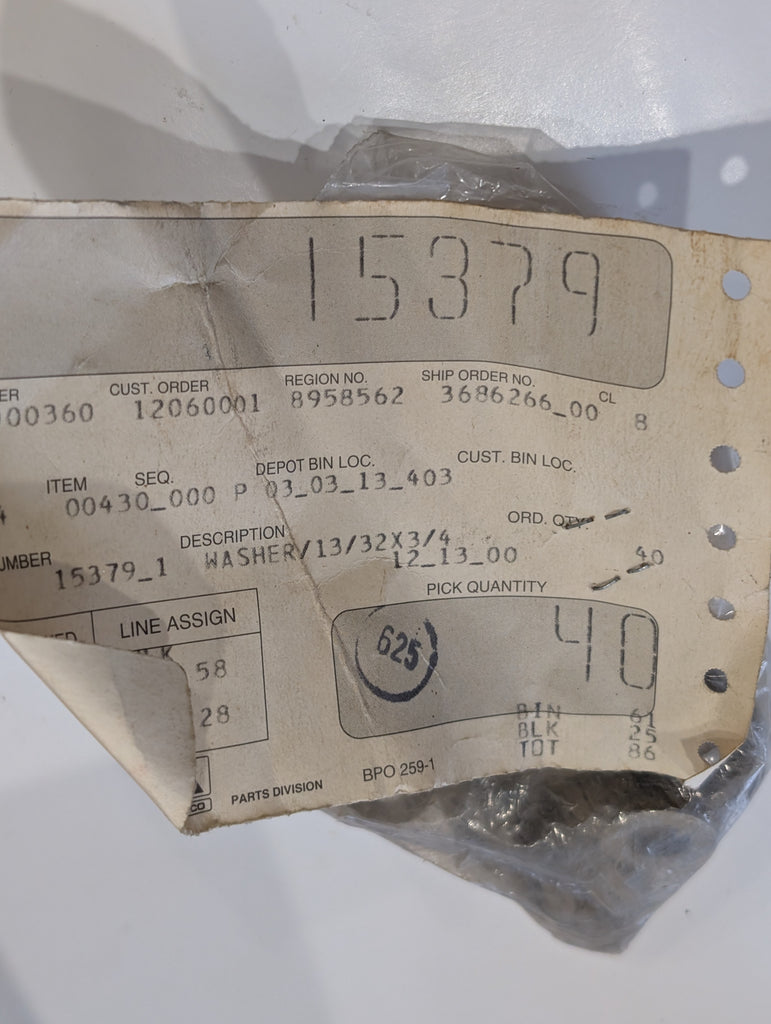 15379
CUST. ORDER REGION NO. SHIP ORDER NO. CL
00360 12060001 8958562 3686266_00 8
ITEM SEQ. DEPOT BIN LOC. CUST. BIN LOC.
00430_000 P 03_03_13_403
DESCRIPTION ORD. QTY.
15379_1 WASHER/13/32X3/4 40
12_13_00
PICK QUANTITY
LINE ASSIGN
58
28
625
40
BIN 61
BLK 25
TOT 86
PARTS DIVISION BPO 259-1